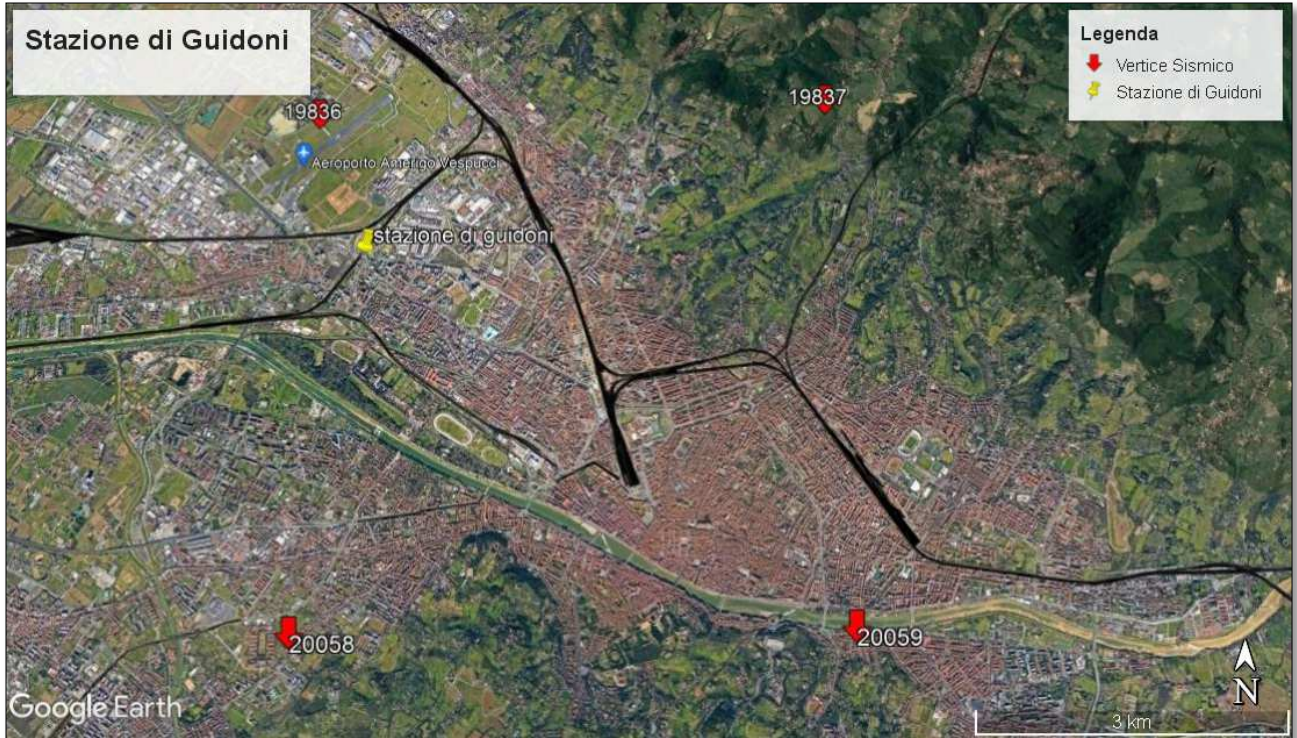 Stazione di Guidoni
Legenda
Vertice Sismico
Stazione di Guidoni
19836
19837
Aeroporto Amerigo Vespucci
stazione di guidoni
20058
20059
Google Earth
N
3 km